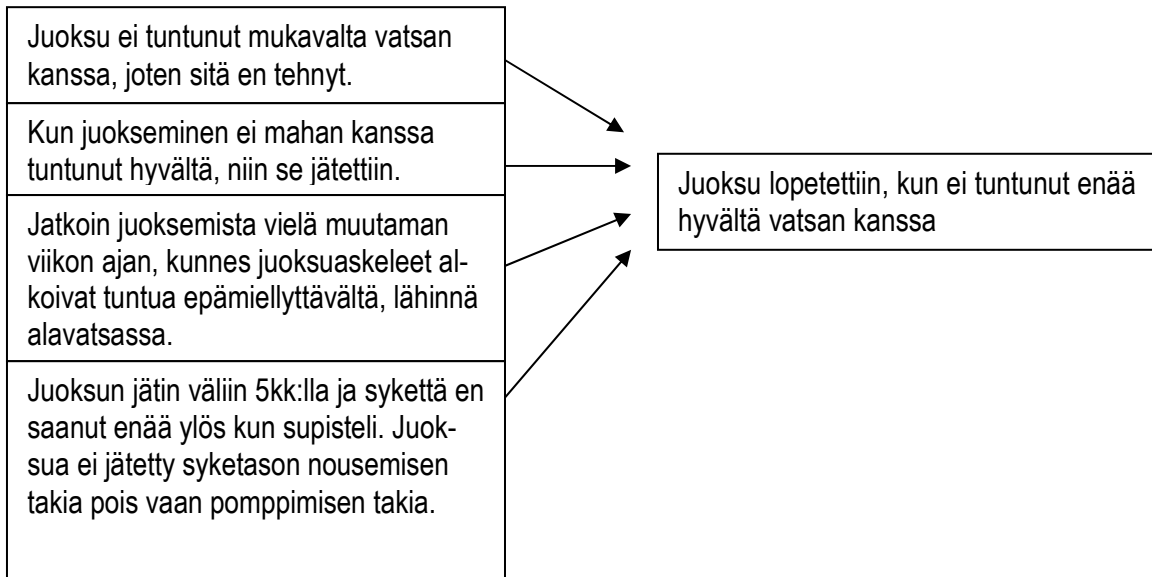 Juoksu ei tuntunut mukavalta vatsan
kanssa, joten sitä en tehnyt.
Kun juokseminen ei mahan kanssa
tuntunut hyvältä, niin se jätettiin.
Jatkoin juoksemista vielä muutaman
viikon ajan, kunnes juoksuaskeleet al-
koivat tuntua epämiellyttävältä, lähinnä
alavatsassa.
Juoksun jätin väliin 5kk:lla ja sykettä en
saanut enää ylös kun supisteli. Juok-
sua ei jätetty syketason nousemisen
takia pois vaan pomppimisen takia.
Juoksu lopetettiin, kun ei tuntunut enää
hyvältä vatsan kanssa